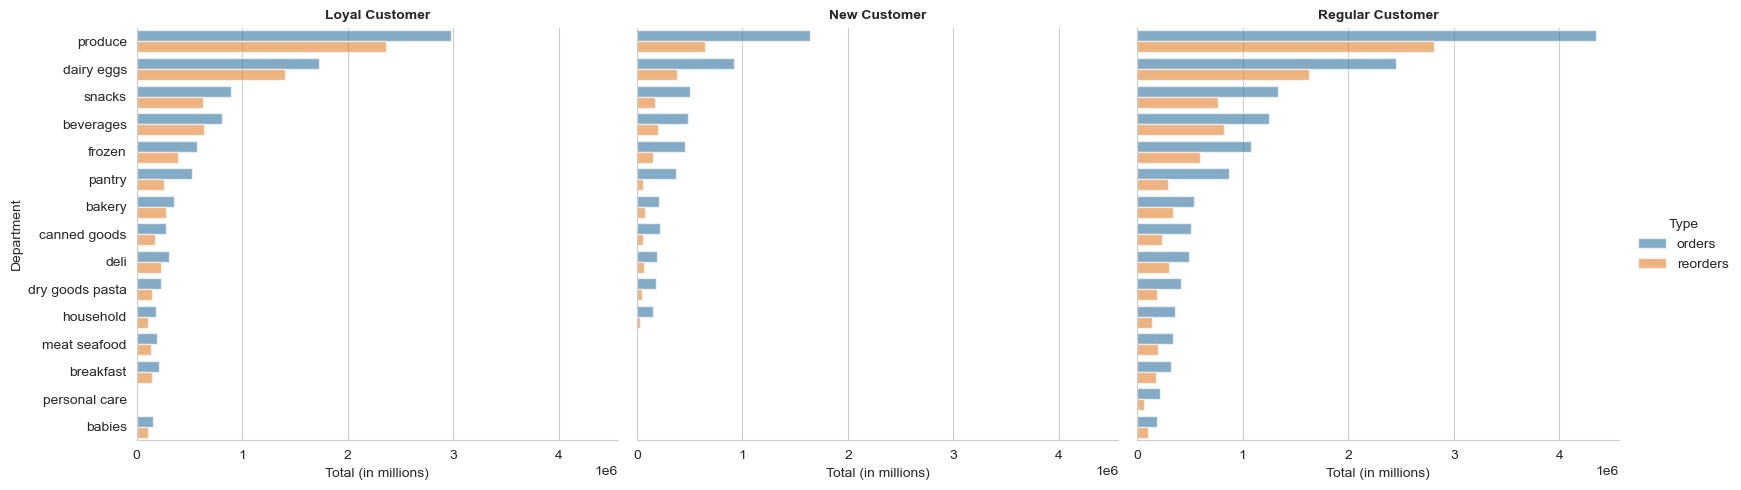 Loyal Customer
New Customer
Regular Customer
Department
produce
dairy eggs
snacks
beverages
frozen
pantry
bakery
canned goods
deli
dry goods pasta
household
meat seafood
breakfast
personal care
babies
0 1 2 3 4
1e6
Total (in millions)
0 1 2 3 4
1e6
Total (in millions)
0 1 2 3 4
1e6
Total (in millions)
Type
orders
reorders